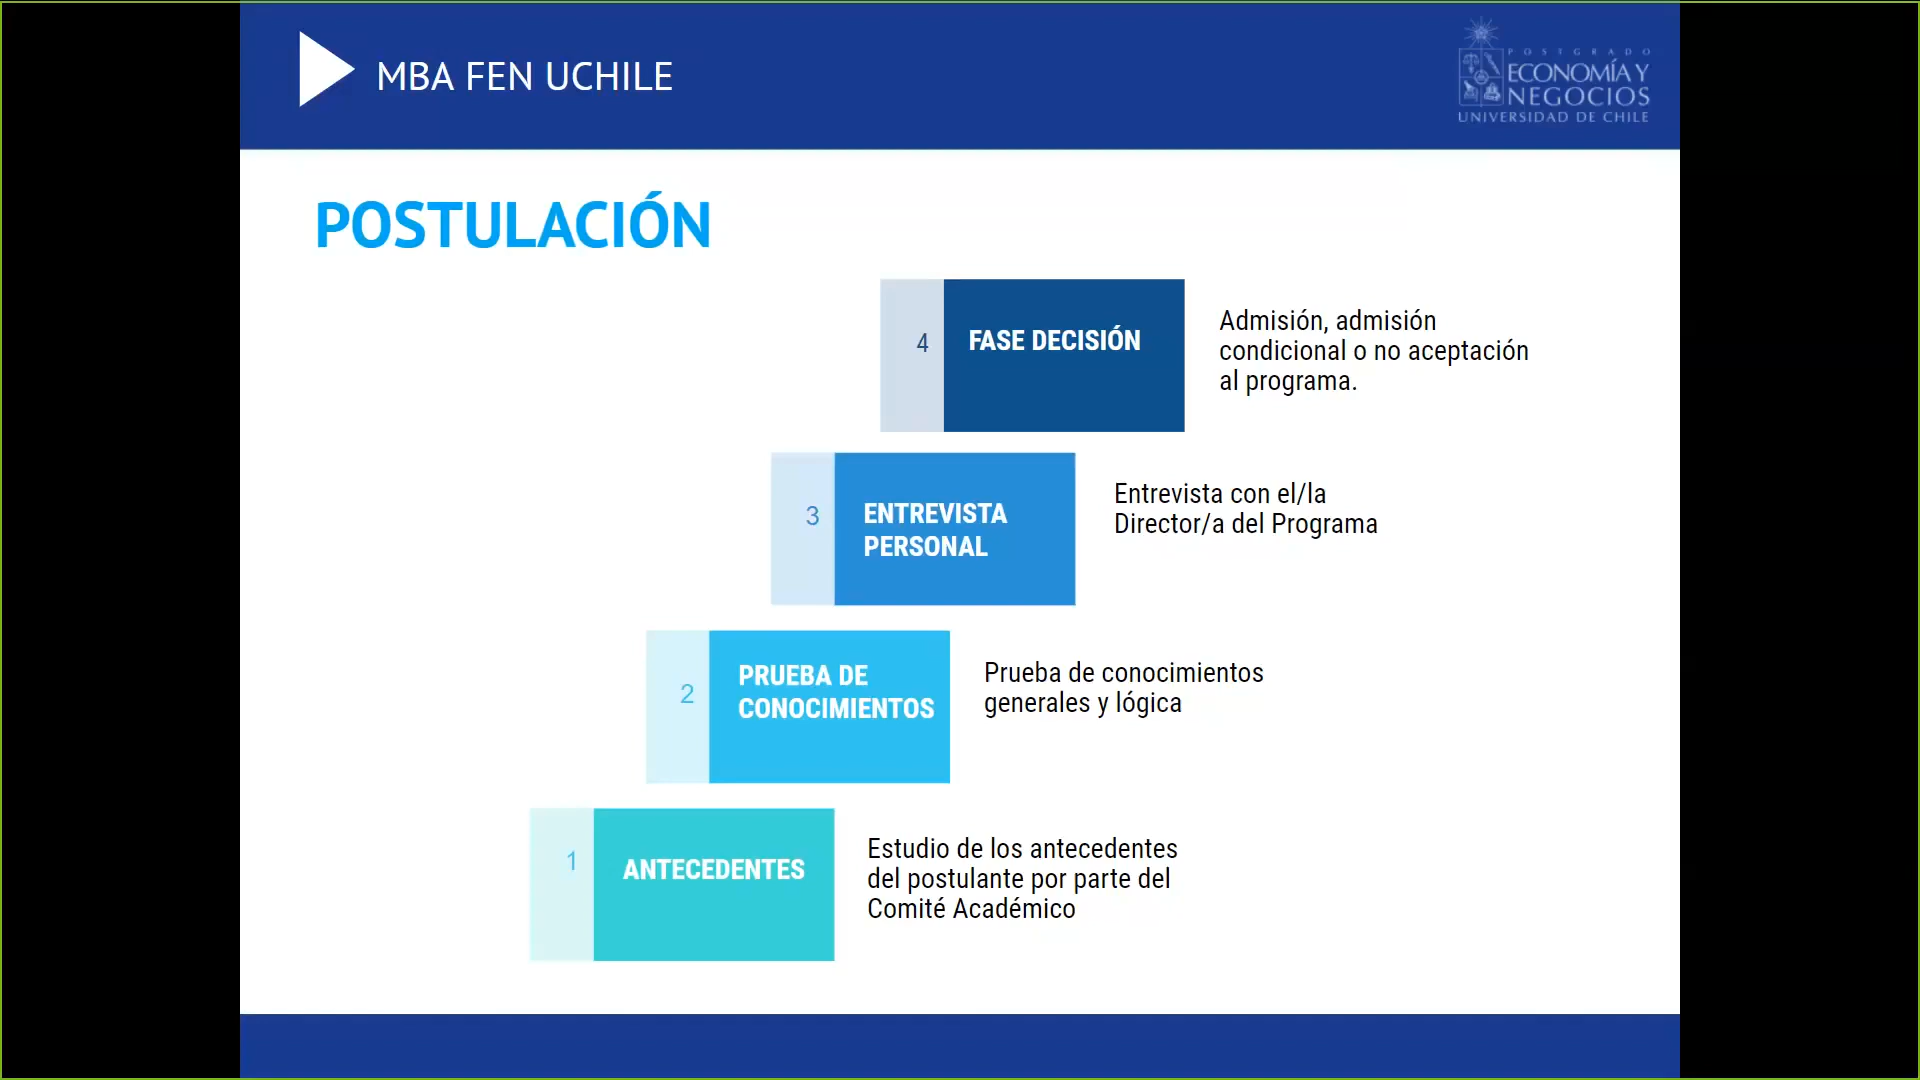 MBA FEN UCHILE
POSTGRADO
ECONOMÍA Y
NEGOCIOS
UNIVERSIDAD DE CHILE
POSTULACIÓN
4
FASE DECISIÓN
Admisión, admisión
condicional o no aceptación
al programa.
3
ENTREVISTA
PERSONAL
Entrevista con el/la
Director/a del Programa
2
PRUEBA DE
CONOCIMIENTOS
Prueba de conocimientos
generales y lógica
1
ANTECEDENTES
Estudio de los antecedentes
del postulante por parte del
Comité Académico